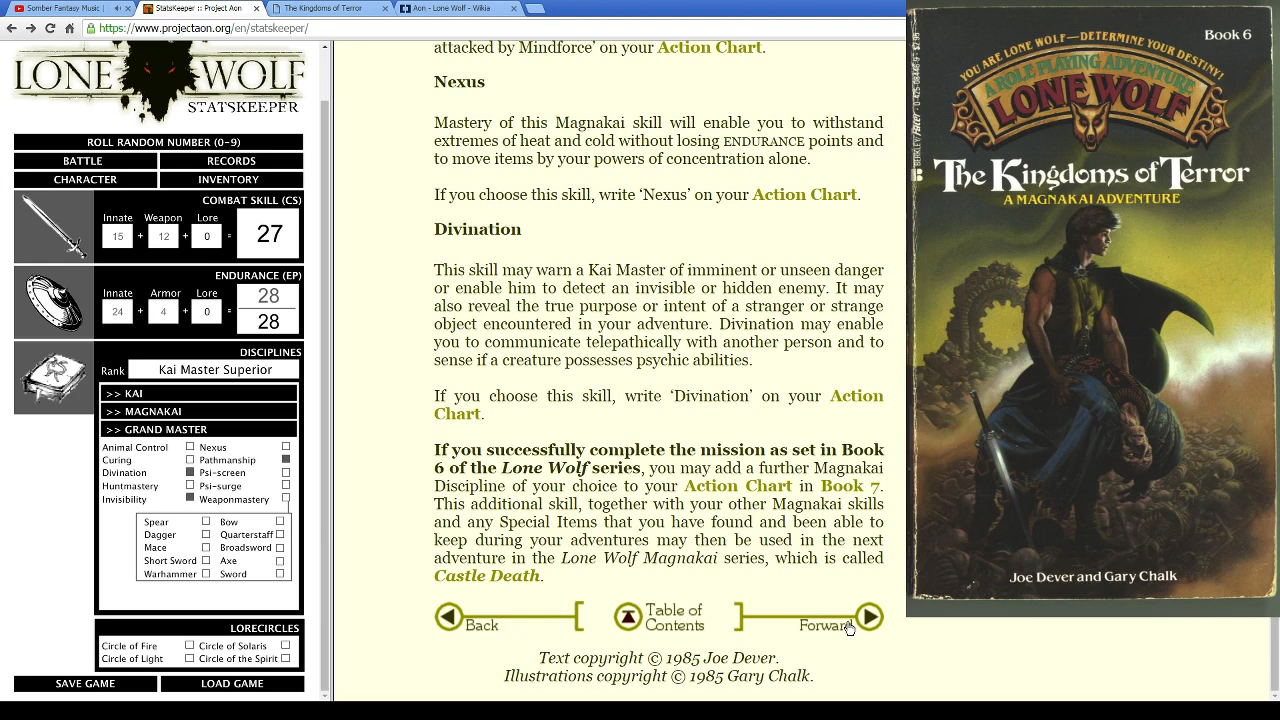 Somber Fantasy Music |
StatsKeeper :: Project Aon
The Kingdoms of Terror
Aon - Lone Wolf - Wikia
https://www.projectaon.org/en/statskeeper/
LONE WOLF
STATSKEEPER
ROLL RANDOM NUMBER (0-9)
BATTLE RECORDS
CHARACTER INVENTORY
COMBAT SKILL (CS)
Innate Weapon Lore
15 + 12 + 0 = 27
ENDURANCE (EP)
Innate Armor Lore
28
24 + 4 + 0 = 28
DISCIPLINES
Rank Kai Master Superior
>> KAI
>> MAGNAKAI
>> GRAND MASTER
Animal Control Nexus
Curing Pathmanship
Divination Psi-screen
Huntmastery Psi-surge
Invisibility Weaponmastery
Spear Bow
Dagger Quarterstaff
Mace Broadsword
Short Sword Axe
Warhammer Sword
LORECIRCLES
Circle of Fire Circle of Solaris
Circle of Light Circle of the Spirit
SAVE GAME LOAD GAME
attacked by Mindforce’ on your Action Chart.
Nexus
Mastery of this Magnakai skill will enable you to withstand
extremes of heat and cold without losing ENDURANCE points and
to move items by your powers of concentration alone.
If you choose this skill, write ‘Nexus’ on your Action Chart.
Divination
This skill may warn a Kai Master of imminent or unseen danger
or enable him to detect an invisible or hidden enemy. It may
also reveal the true purpose or intent of a stranger or strange
object encountered in your adventure. Divination may enable
you to communicate telepathically with another person and to
sense if a creature possesses psychic abilities.
If you choose this skill, write ‘Divination’ on your Action
Chart.
If you successfully complete the mission as set in Book
6 of the Lone Wolf series, you may add a further Magnakai
Discipline of your choice to your Action Chart in Book 7.
This additional skill, together with your other Magnakai skills
and any Special Items that you have found and been able to
keep during your adventures may then be used in the next
adventure in the Lone Wolf Magnakai series, which is called
Castle Death.
Back
Table of
Contents
Forward
Text copyright © 1985 Joe Dever.
Illustrations copyright © 1985 Gary Chalk.
Book 6
YOU ARE LONE WOLF—DETERMINE YOUR DESTINY!
A ROLE PLAYING ADVENTURE
LONE WOLF
The Kingdoms of Terror
A MAGNAKAI ADVENTURE
Joe Dever and Gary Chalk